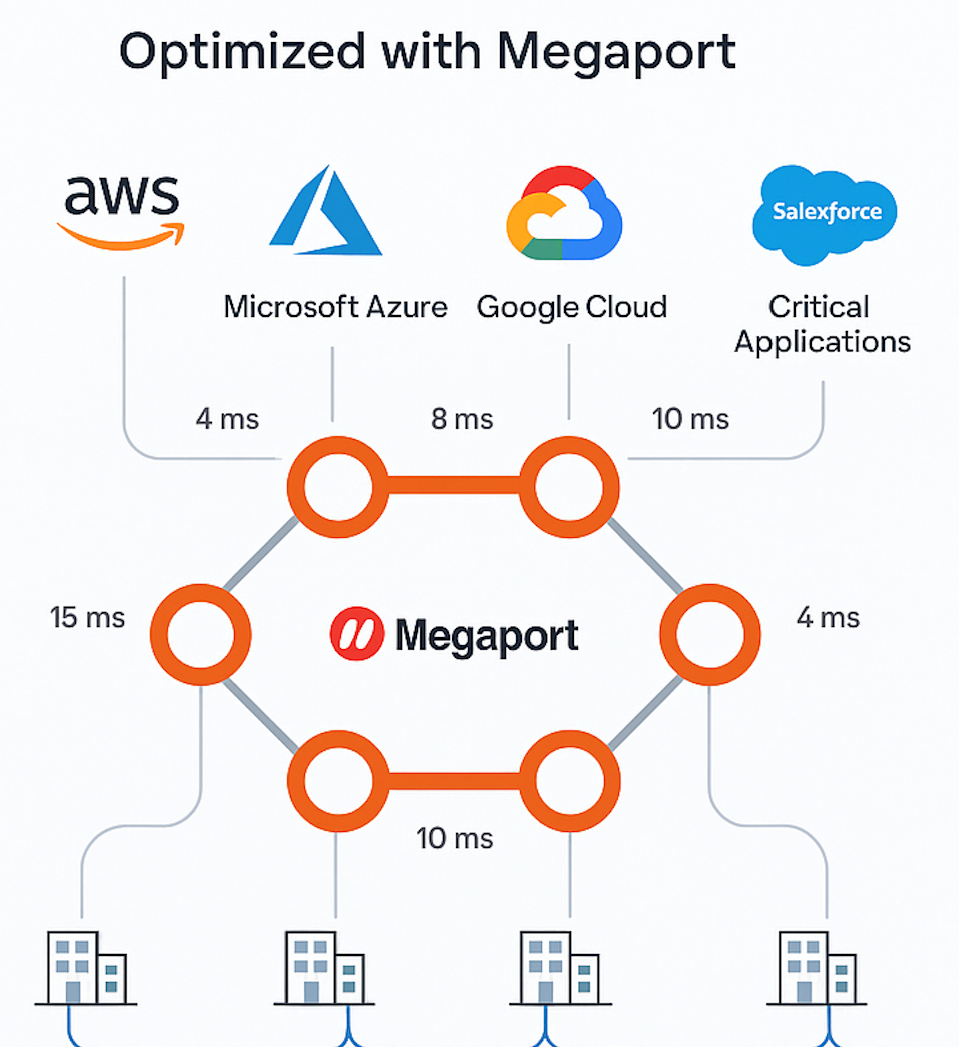 Optimized with Megaport
aws
Salexforce
Microsoft Azure
Google Cloud
Critical
Applications
4 ms
8 ms
10 ms
15 ms
Megaport
4 ms
10 ms